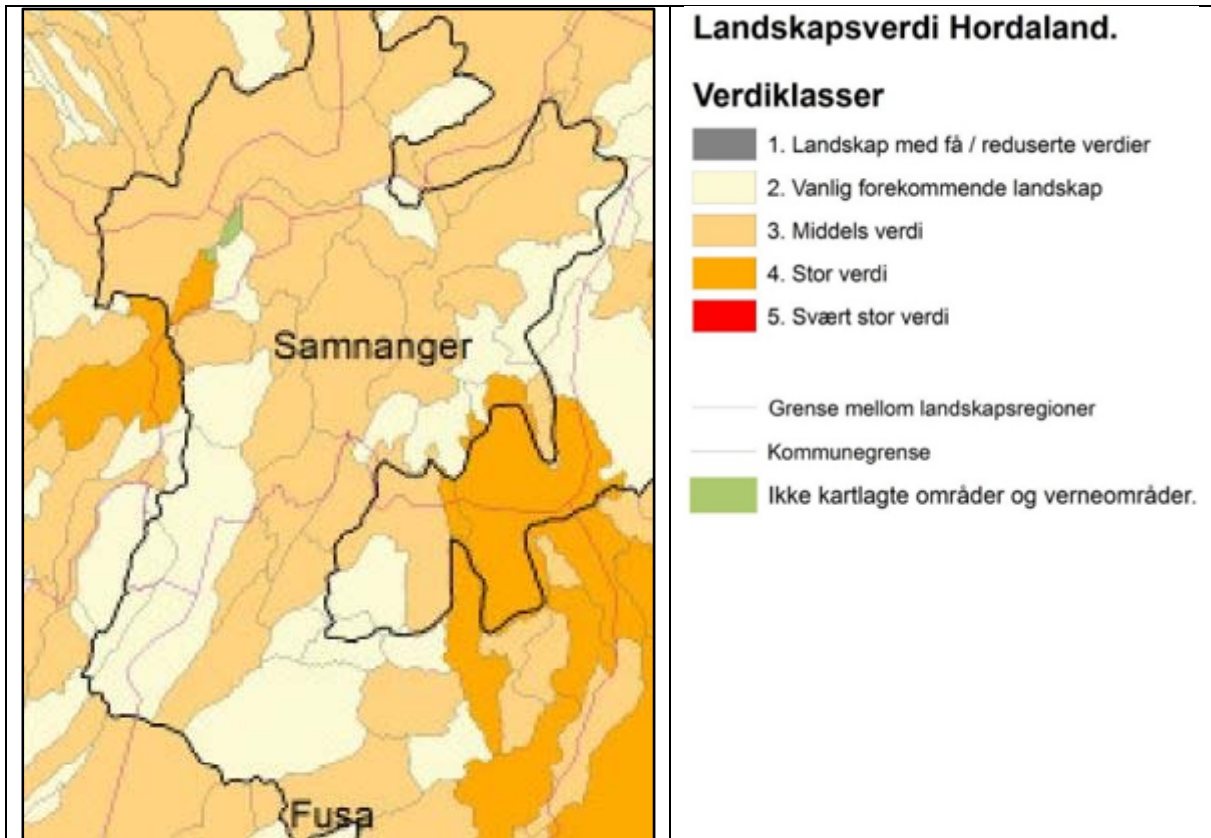 Samnanger
Fusa
Landskapsverdi Hordaland.
Verdiklasser
1. Landskap med få / reduserte verdier
2. Vanlig forekommende landskap
3. Middels verdi
4. Stor verdi
5. Svært stor verdi
Grense mellom landskapsregioner
Kommunegrense
Ikke kartlagte områder og verneområder.